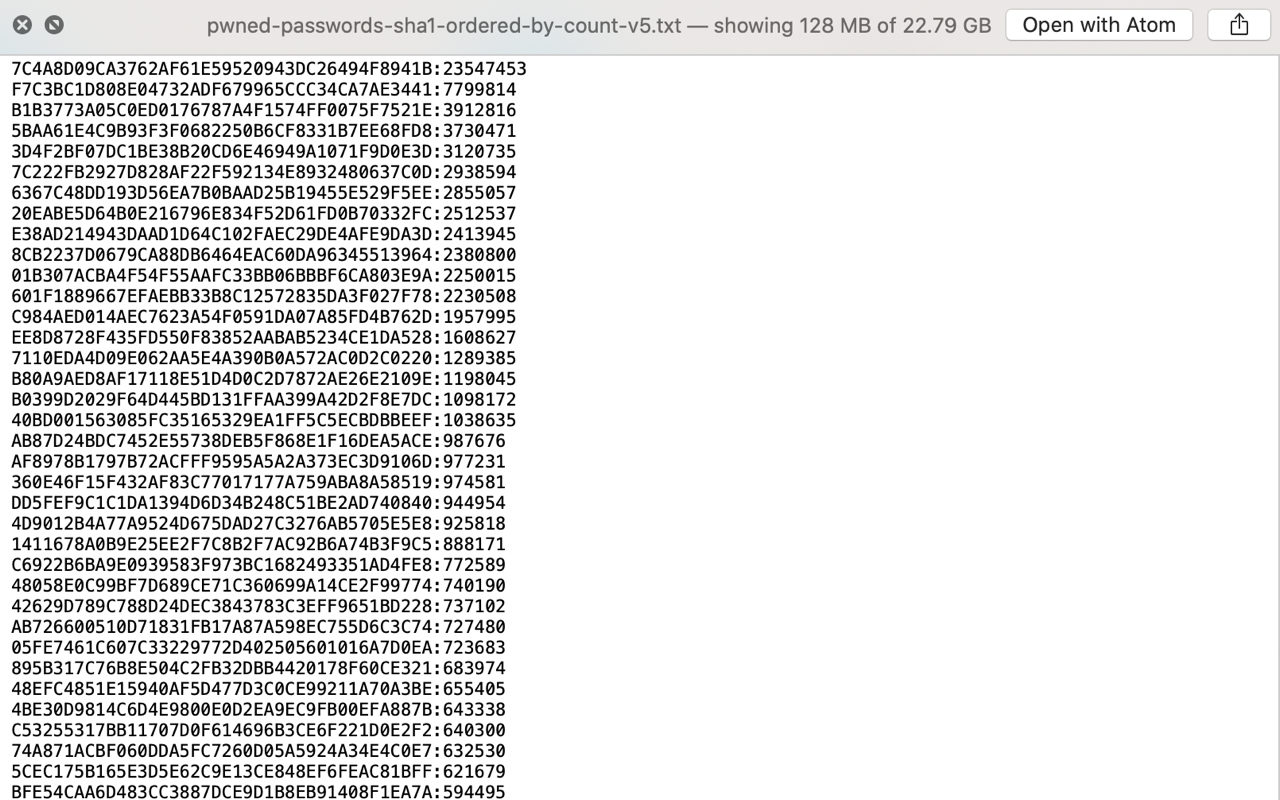 pwned-passwords-sha1-ordered-by-count-v5.txt — showing 128 MB of 22.79 GB
Open with Atom
7C4A8D09CA3762AF61E59520943DC26494F8941B:23547453
F7C3BC1D808E04732ADF679965CCC34CA7AE3441:7799814
B1B3773A05C0ED0176787A4F1574FF0075F7521E:3912816
5BAA61E4C9B93F3F0682250B6CF8331B7EE68FD8:3730471
3D4F2BF07DC1BE38B20CD6E46949A1071F9D0E3D:3120735
7C222FB2927D828AF22F592134E8932480637C0D:2938594
6367C48DD193D56EA7B0BAAD25B19455E529F5EE:2855057
20EABE5D64B0E216796E834F52D61FD0B70332FC:2512537
E38AD214943DAAD1D64C102FAEC29DE4AFE9DA3D:2413945
8CB2237D0679CA88DB6464EAC60DA96345513964:2380800
01B307ACBA4F54F55AAFC33BB06BBBF6CA803E9A:2250015
601F1889667EFAEBB33B8C12572835DA3F027F78:2230508
C984AED014AEC7623A54F0591DA07A85FD4B762D:1957995
EE8D8728F435FD550F83852AABAB5234CE1DA528:1608627
7110EDA4D09E062AA5E4A390B0A572AC0D2C0220:1289385
B80A9AED8AF17118E51D4D0C2D7872AE26E2109E:1198045
B0399D2029F64D445BD131FFAA399A42D2F8E7DC:1098172
40BD001563085FC35165329EA1FF5C5ECBDBBEEF:1038635
AB87D24BDC7452E55738DEB5F868E1F16DEA5ACE:987676
AF8978B1797B72ACFFF9595A5A2A373EC3D9106D:977231
360E46F15F432AF83C77017177A759ABA8A58519:974581
DD5FEF9C1C1DA1394D6D34B248C51BE2AD740840:944954
4D9012B4A77A9524D675DAD27C3276AB5705E5E8:925818
1411678A0B9E25EE2F7C8B2F7AC92B6A74B3F9C5:888171
C6922B6BA9E0939583F973BC1682493351AD4FE8:772589
48058E0C99BF7D689CE71C360699A14CE2F99774:740190
42629D789C788D24DEC3843783C3EFF9651BD228:737102
AB726600510D71831FB17A87A598EC755D6C3C74:727480
05FE7461C607C33229772D402505601016A7D0EA:723683
895B317C76B8E504C2FB32DBB4420178F60CE321:683974
48EFC4851E15940AF5D477D3C0CE99211A70A3BE:655405
4BE30D9814C6D4E9800E0D2EA9EC9FB00EFA887B:643338
C53255317BB11707D0F614696B3CE6F221D0E2F2:640300
74A871ACBF060DDA5FC7260D05A5924A34E4C0E7:632530
5CEC175B165E3D5E62C9E13CE848EF6FEAC81BFF:621679
BFE54CAA6D483CC3887DCE9D1B8EB91408F1EA7A:594495